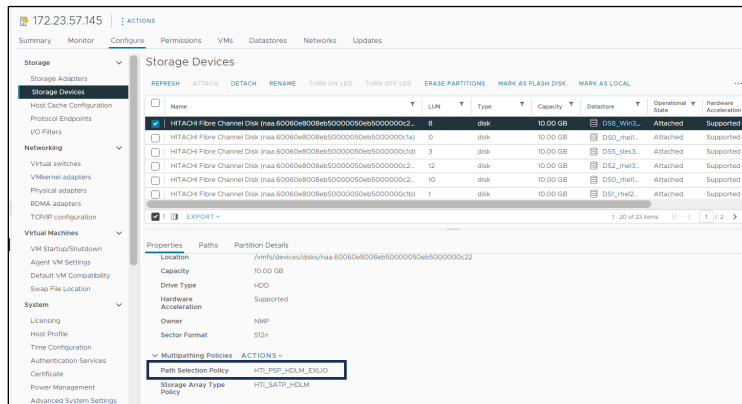 172.23.57.145
ACTIONS
Summary Monitor Configure Permissions VMs Datastores Networks Updates
Storage
Storage Adapters
Storage Devices
Host Cache Configuration
Protocol Endpoints
I/O Filters
Networking
Virtual switches
VMkernel adapters
Physical adapters
RDMA adapters
TCP/IP configuration
Virtual Machines
VM Startup/Shutdown
Agent VM Settings
Default VM Compatibility
Swap File Location
System
Licensing
Host Profile
Time Configuration
Authentication Services
Certificate
Power Management
Advanced System Settings
Storage Devices
REFRESH ATTACH DETACH RENAME TURN ON LED TURN OFF LED ERASE PARTITIONS MARK AS FLASH DISK MARK AS LOCAL ...
Name LUN Type Capacity Datastore Operational State Hardware Acceleration
HITACHI Fibre Channel Disk (naa.60060e8008eb50000050eb5000000c2... 8 disk 10.00 GB DS8_Win3... Attached Supported
HITACHI Fibre Channel Disk (naa.60060e8008eb50000050eb5000000c1a) 0 disk 10.00 GB DS0_rhel1... Attached Supported
HITACHI Fibre Channel Disk (naa.60060e8008eb50000050eb5000000c1d) 3 disk 10.00 GB DS5_sles3... Attached Supported
HITACHI Fibre Channel Disk (naa.60060e8008eb50000050eb5000000c2... 12 disk 10.00 GB DS2_rhel3... Attached Supported
HITACHI Fibre Channel Disk (naa.60060e8008eb50000050eb5000000c2... 10 disk 10.00 GB DS0_rhel1... Attached Supported
HITACHI Fibre Channel Disk (naa.60060e8008eb50000050eb5000000c1b) 1 disk 10.00 GB DS1_rhel2... Attached Supported
1 EXPORT 1 - 20 of 23 items 1 / 2
Properties Paths Partition Details
Location /vmfs/devices/disks/naa.60060e8008eb50000050eb5000000c22
Capacity 10.00 GB
Drive Type HDD
Hardware Acceleration Supported
Owner NMP
Sector Format 512n
Multipathing Policies ACTIONS
Path Selection Policy HTI_PSP_HDLM_EXLIO
Storage Array Type Policy HTI_SATP_HDLM